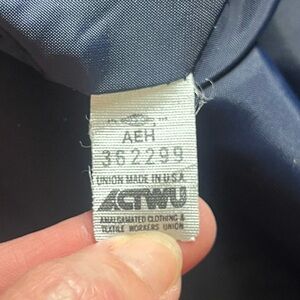 AEH
362299
UNION MADE IN U.S.A.
ACTWU
AMALGAMATED CLOTHING &
TEXTILE WORKERS UNION